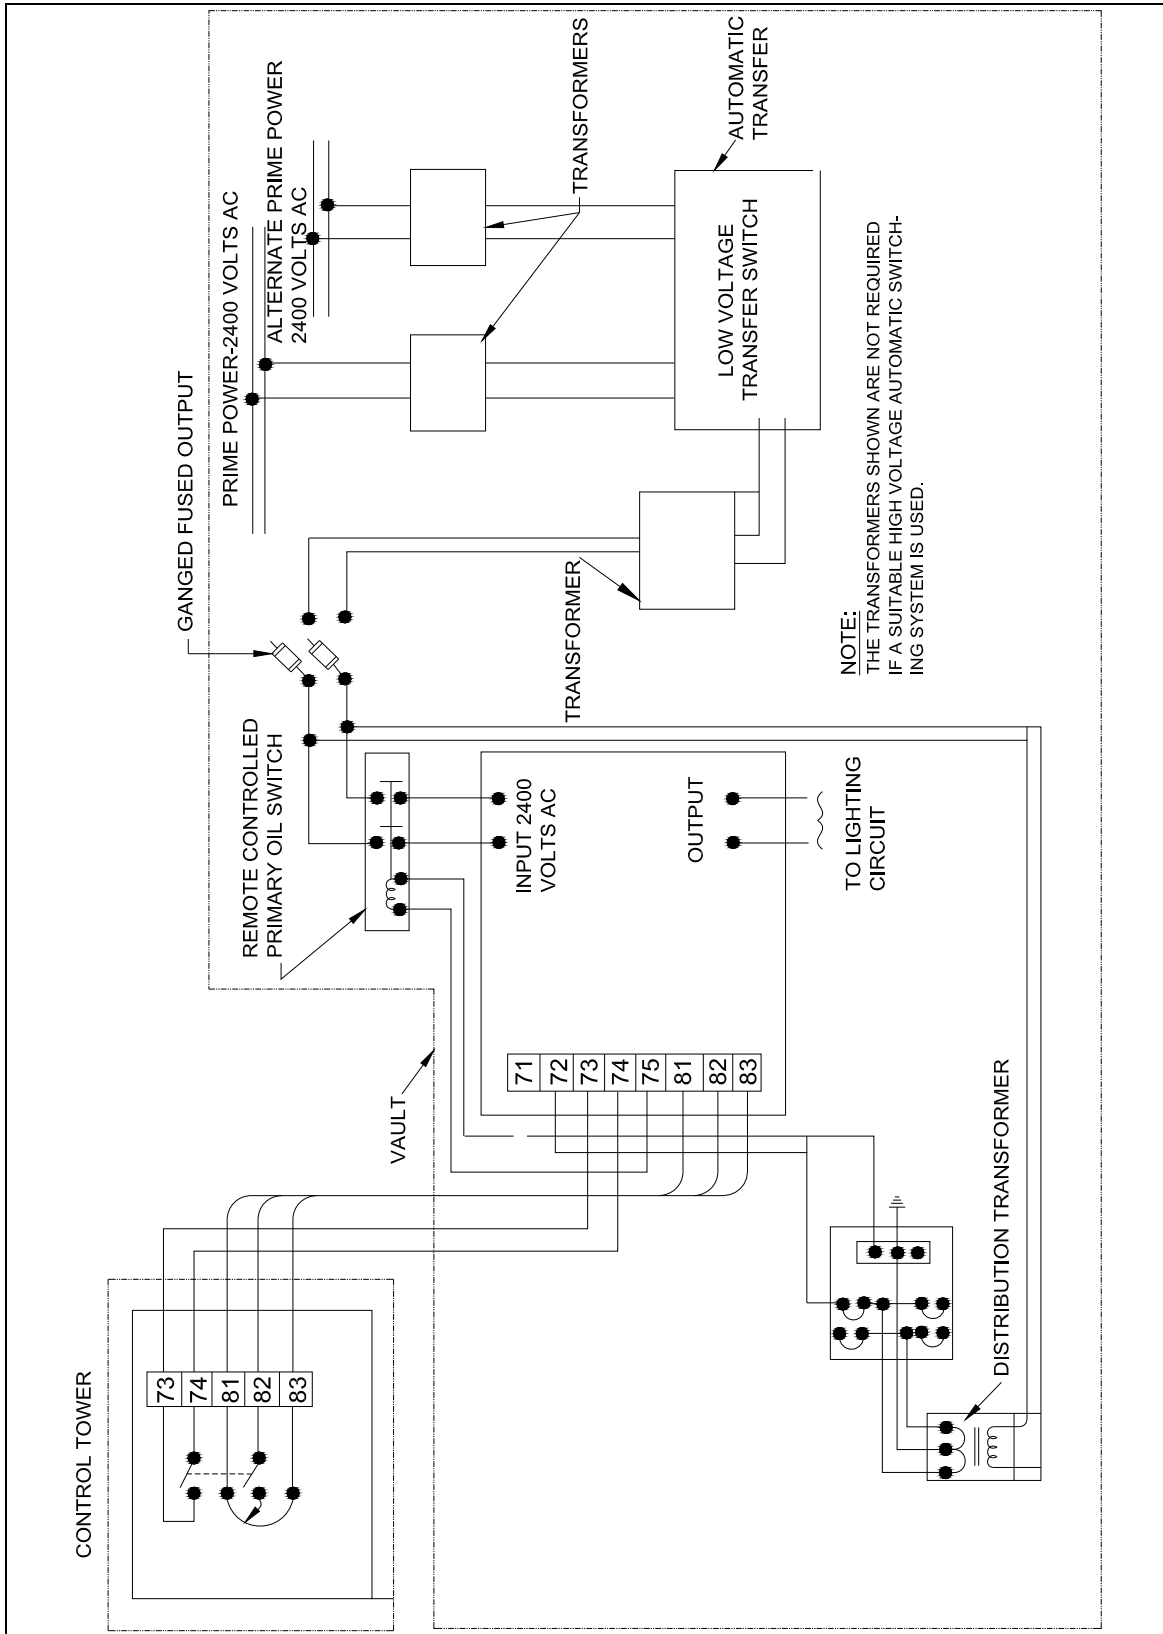 CONTROL TOWER
73
74
81
82
83
VAULT
REMOTE CONTROLLED
PRIMARY OIL SWITCH
GANGED FUSED OUTPUT
PRIME POWER-2400 VOLTS AC
ALTERNATE PRIME POWER
2400 VOLTS AC
TRANSFORMERS
AUTOMATIC
TRANSFER
LOW VOLTAGE
TRANSFER SWITCH
TRANSFORMER
INPUT 2400
VOLTS AC
OUTPUT
71
72
73
74
75
81
82
83
TO LIGHTING
CIRCUIT
DISTRIBUTION TRANSFORMER
NOTE:
THE TRANSFORMERS SHOWN ARE NOT REQUIRED
IF A SUITABLE HIGH VOLTAGE AUTOMATIC SWITCH-
ING SYSTEM IS USED.